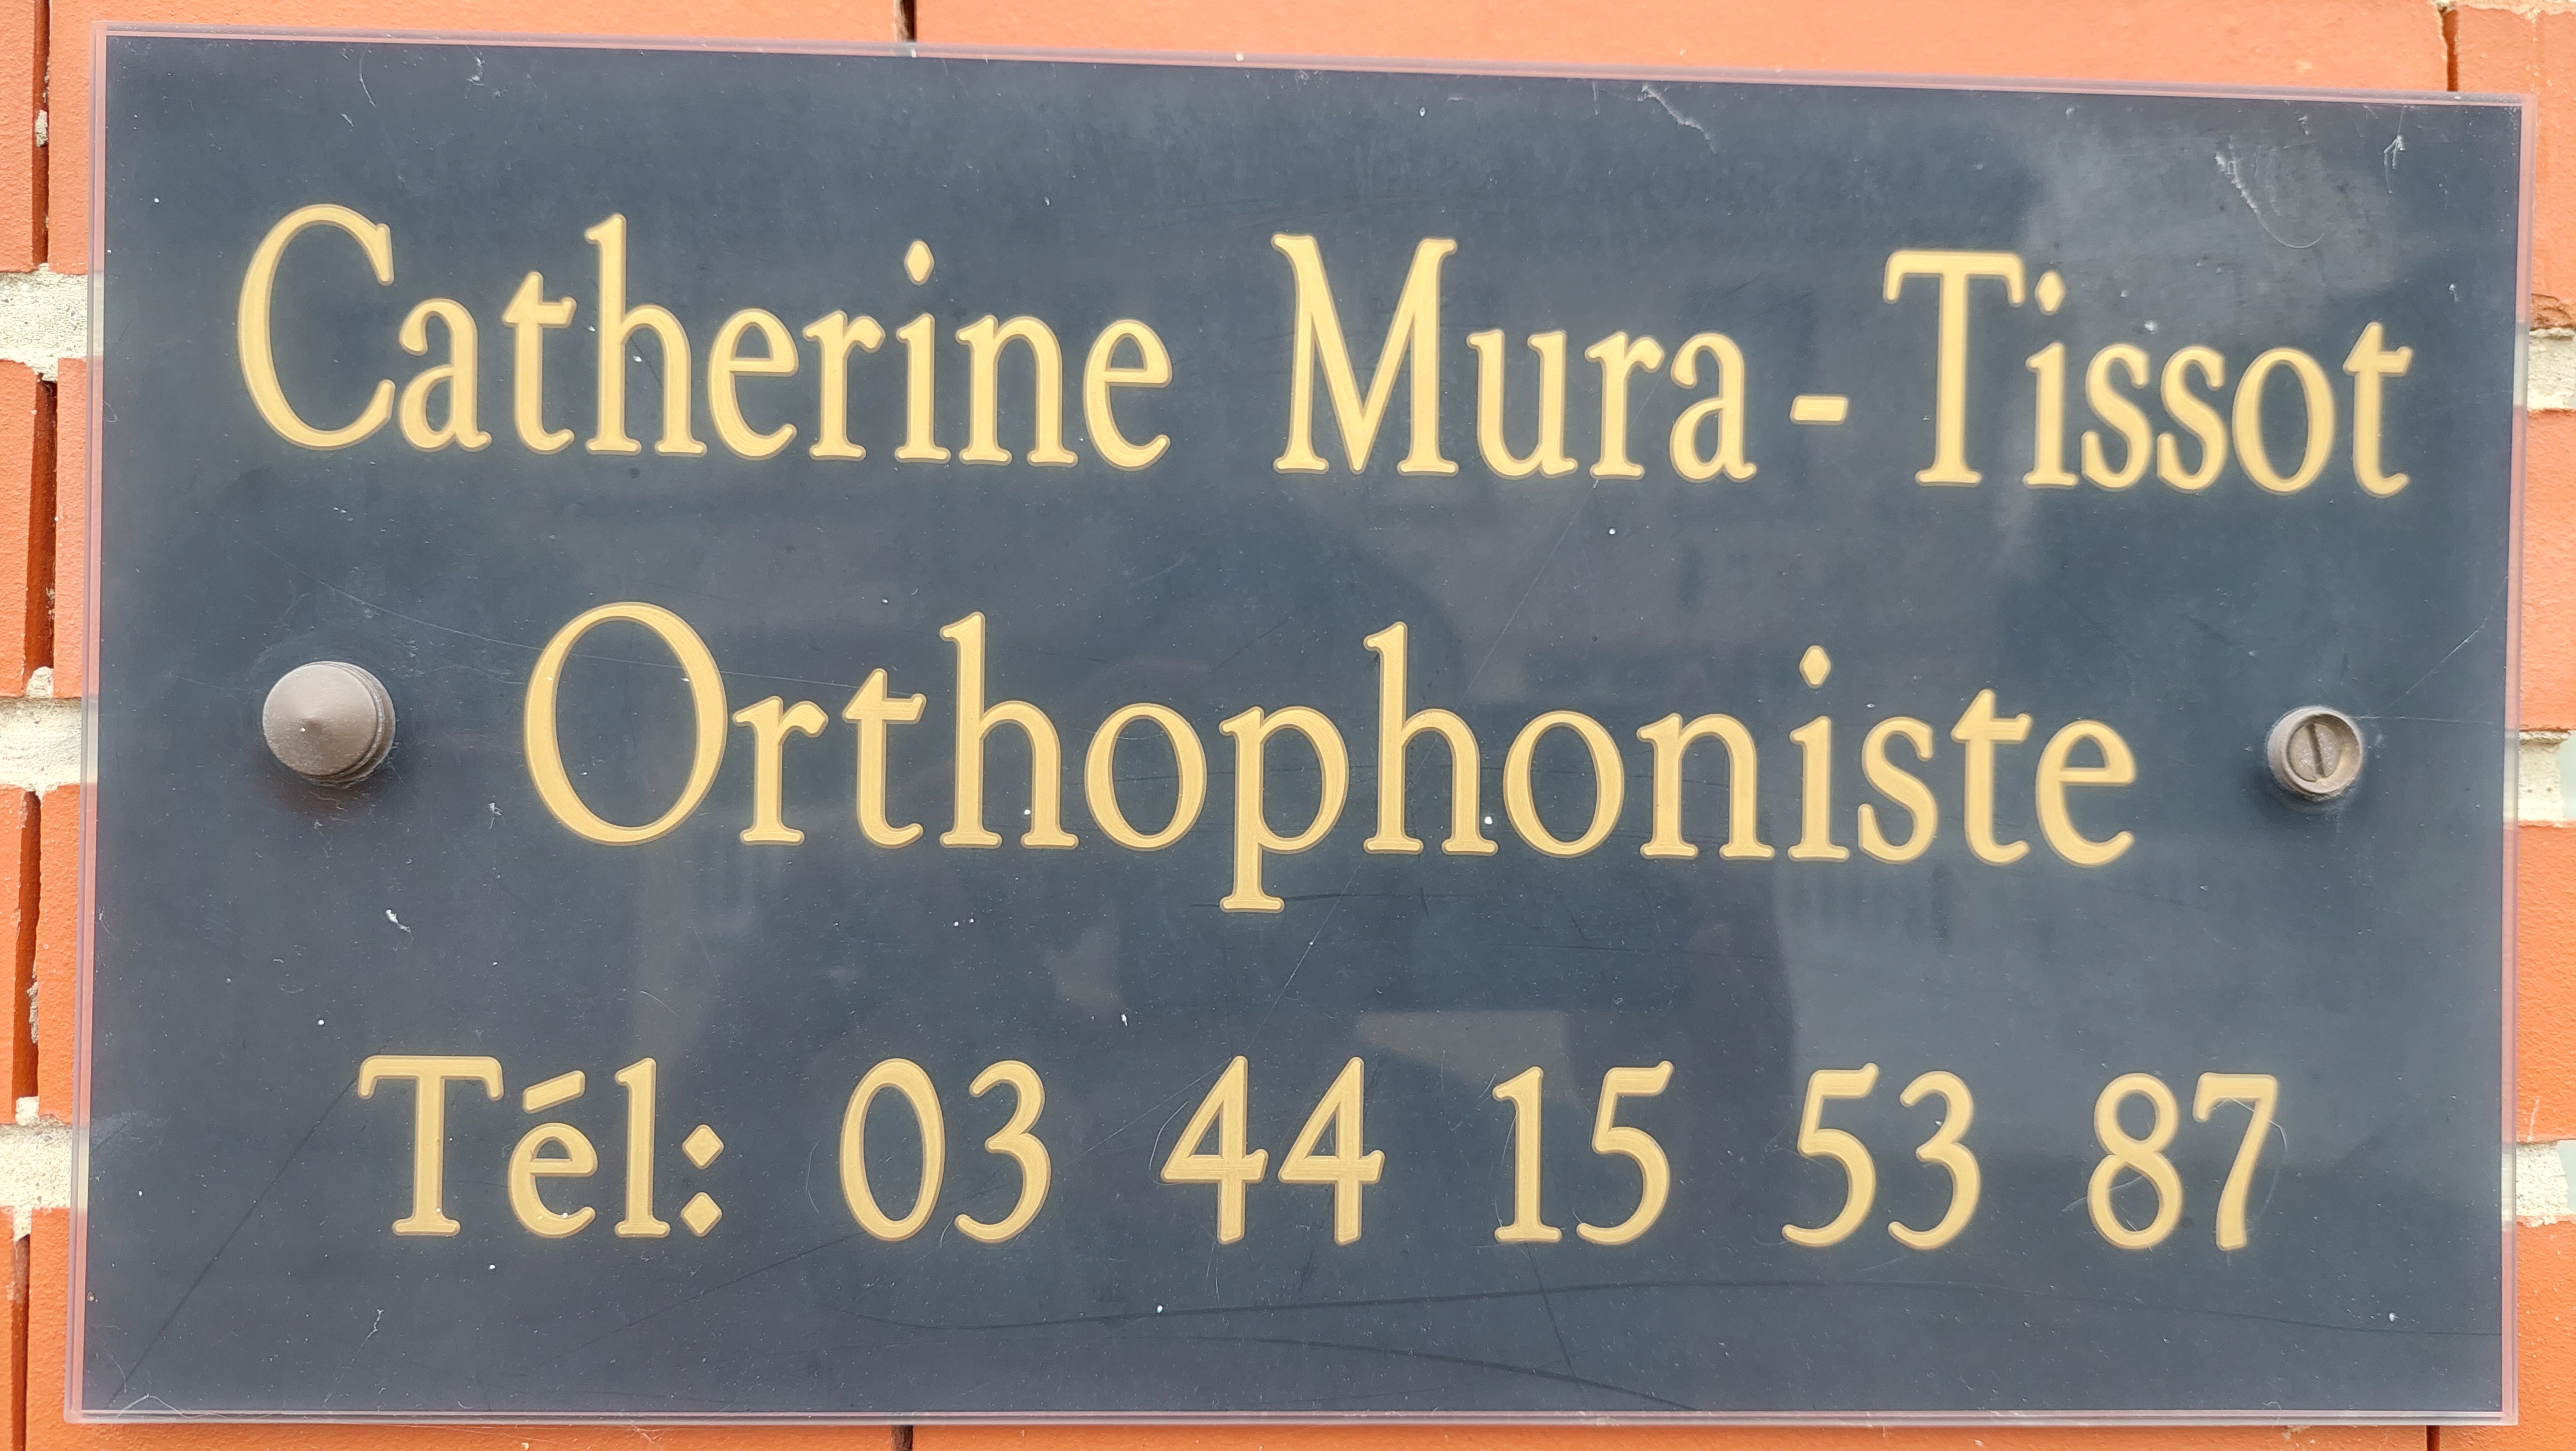 Catherine Mura-Tissot
Orthophoniste
Tél: 03 44 15 53 87